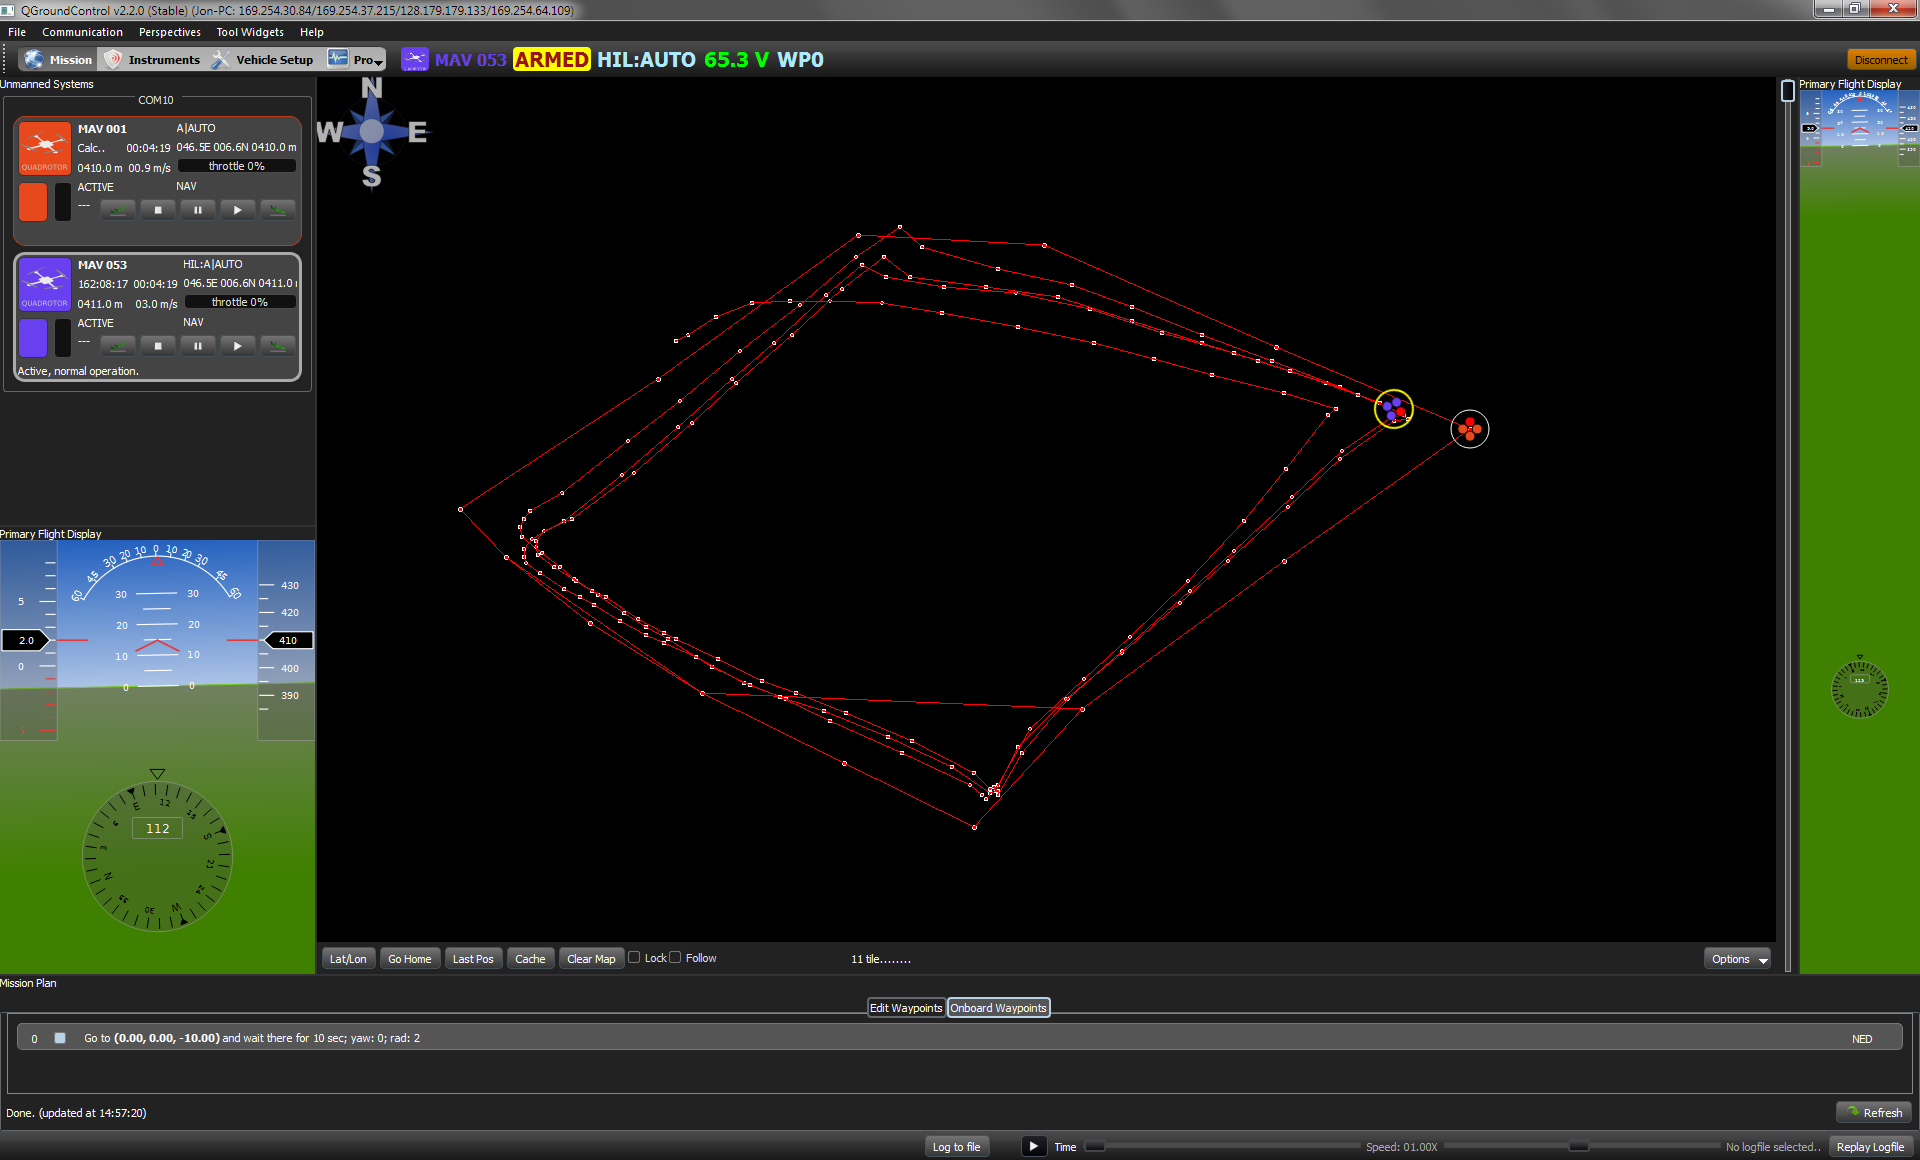 QGroundControl v2.2.0 (Stable) (Jon-PC: 169.254.30.84/169.254.37.215/128.179.179.133/169.254.64.109)
File Communication Perspectives Tool Widgets Help
Mission Instruments Vehicle Setup Pro MAV 053 ARMED HIL:AUTO 65.3 V WP0 Disconnect
Unmanned Systems
COM10
MAV 001 A|AUTO
Calc.. 00:04:19 046.5E 006.6N 0410.0 m
0410.0 m 00.9 m/s throttle 0%
QUADROTOR
ACTIVE NAV
---
MAV 053 HIL:A|AUTO
162:08:17 00:04:19 046.5E 006.6N 0411.0
0411.0 m 03.0 m/s throttle 0%
QUADROTOR
ACTIVE NAV
---
Active, normal operation.
N
W E
S
Primary Flight Display
Primary Flight Display
60 45 30 20 10 0 10 20 30 45 60
5 30 30 430
20 20 420
2.0 410
0 10 10 400
0 0 390
5
112
E 12 15 S 21 24 W 30 33 N 3 6
Lat/Lon Go Home Last Pos Cache Clear Map Lock Follow 11 tile........ Options
Mission Plan
Edit Waypoints Onboard Waypoints
0 Go to (0.00, 0.00, -10.00) and wait there for 10 sec; yaw: 0; rad: 2 NED
Done. (updated at 14:57:20)
Refresh
Log to file Time Speed: 01.00X No logfile selected.. Replay Logfile